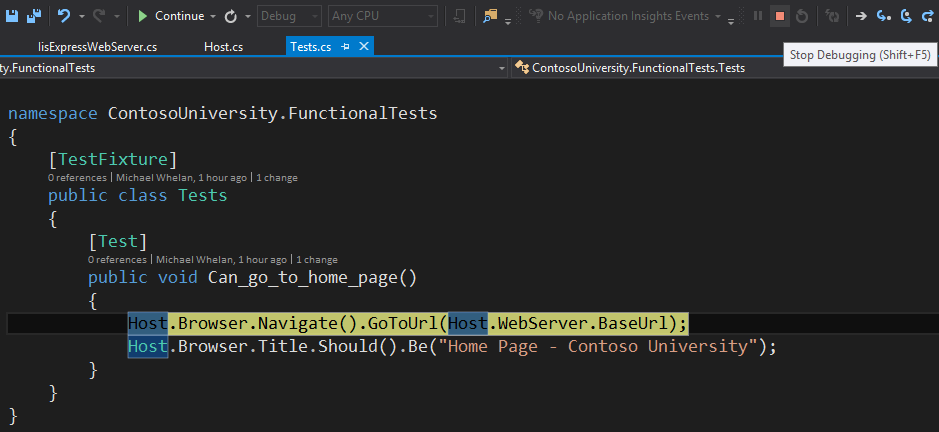 Continue Debug Any CPU No Application Insights Events
IisExpressWebServer.cs Host.cs Tests.cs
Stop Debugging (Shift+F5)
ty.FunctionalTests ContosoUniversity.FunctionalTests.Tests
namespace ContosoUniversity.FunctionalTests
{
[TestFixture]
0 references | Michael Whelan, 1 hour ago | 1 change
public class Tests
{
[Test]
0 references | Michael Whelan, 1 hour ago | 1 change
public void Can_go_to_home_page()
{
Host.Browser.Navigate().GoToUrl(Host.WebServer.BaseUrl);
Host.Browser.Title.Should().Be("Home Page - Contoso University");
}
}
}